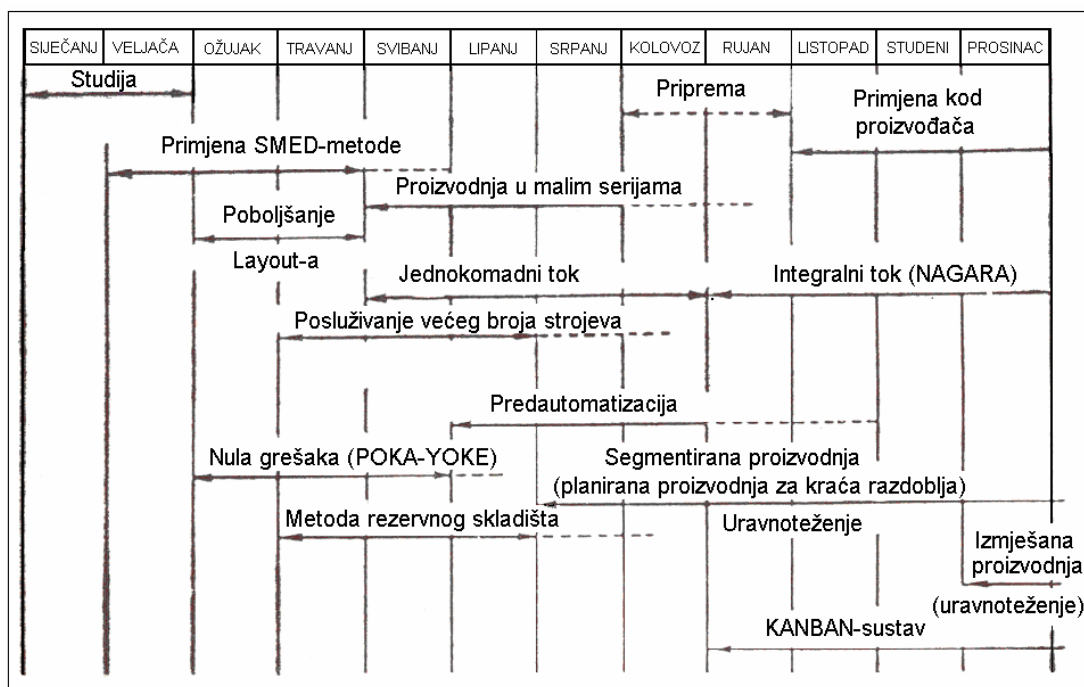 SIJEČANJ VELJAČA OŽUJAK TRAVANJ SVIBANJ LIPANJ SRPANJ KOLOVOZ RUJAN LISTOPAD STUDENI PROSINAC
Studija
Priprema
Primjena kod
proizvođača
Primjena SMED-metode
Proizvodnja u malim serijama
Poboljšanje
Layout-a
Jednokomadni tok
Integralni tok (NAGARA)
Posluživanje većeg broja strojeva
Predautomatizacija
Nula grešaka (POKA-YOKE)
Segmentirana proizvodnja
(planirana proizvodnja za kraća razdoblja)
Metoda rezervnog skladišta
Uravnoteženje
Izmješana
proizvodnja
(uravnoteženje)
KANBAN-sustav